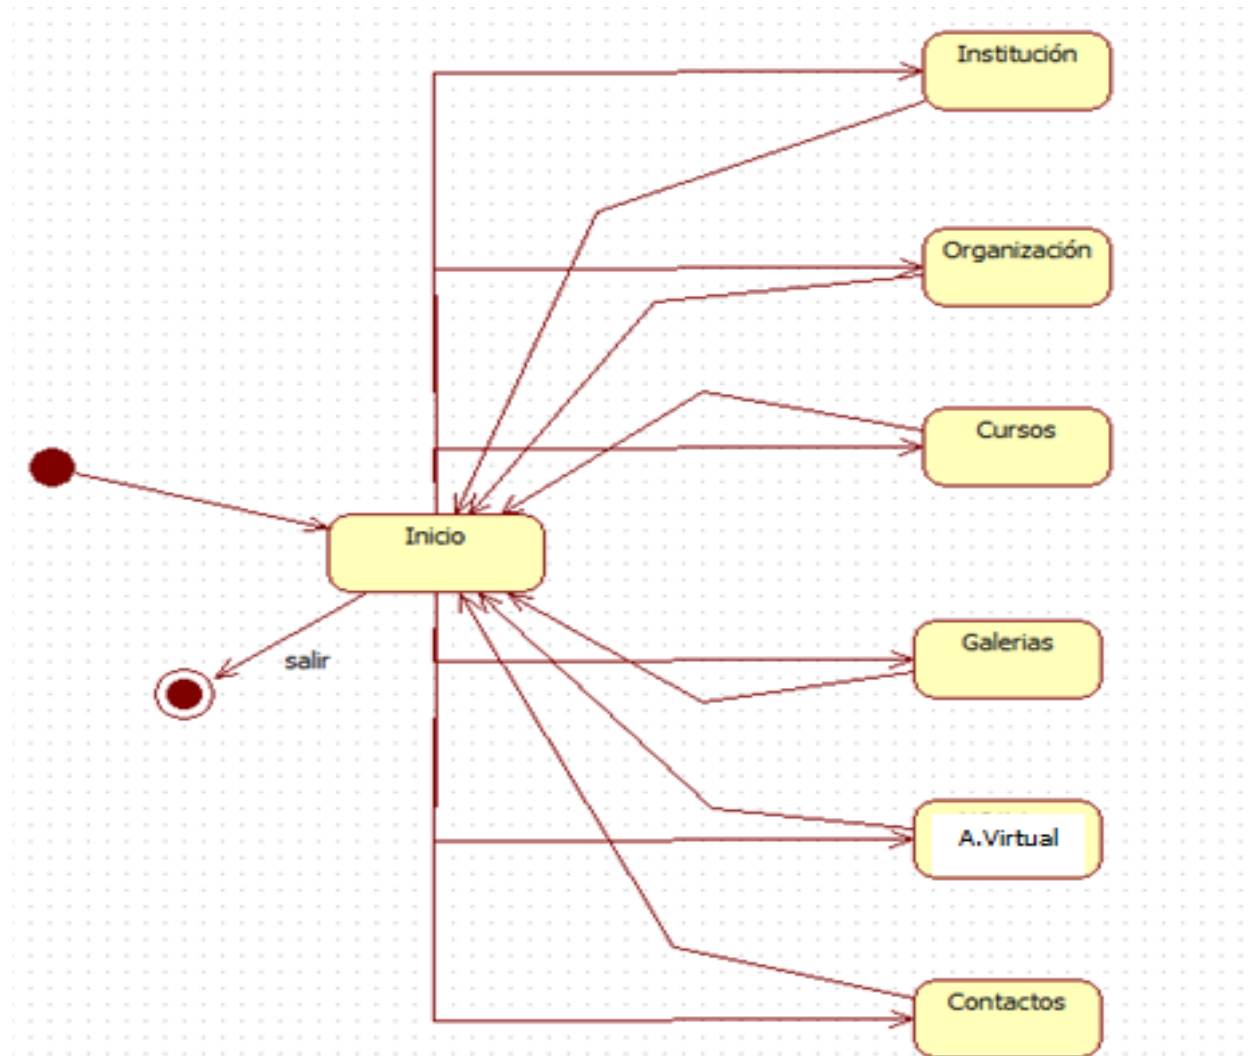 Institución
Organización
Cursos
Inicio
salir
Galerias
A.Virtual
Contactos